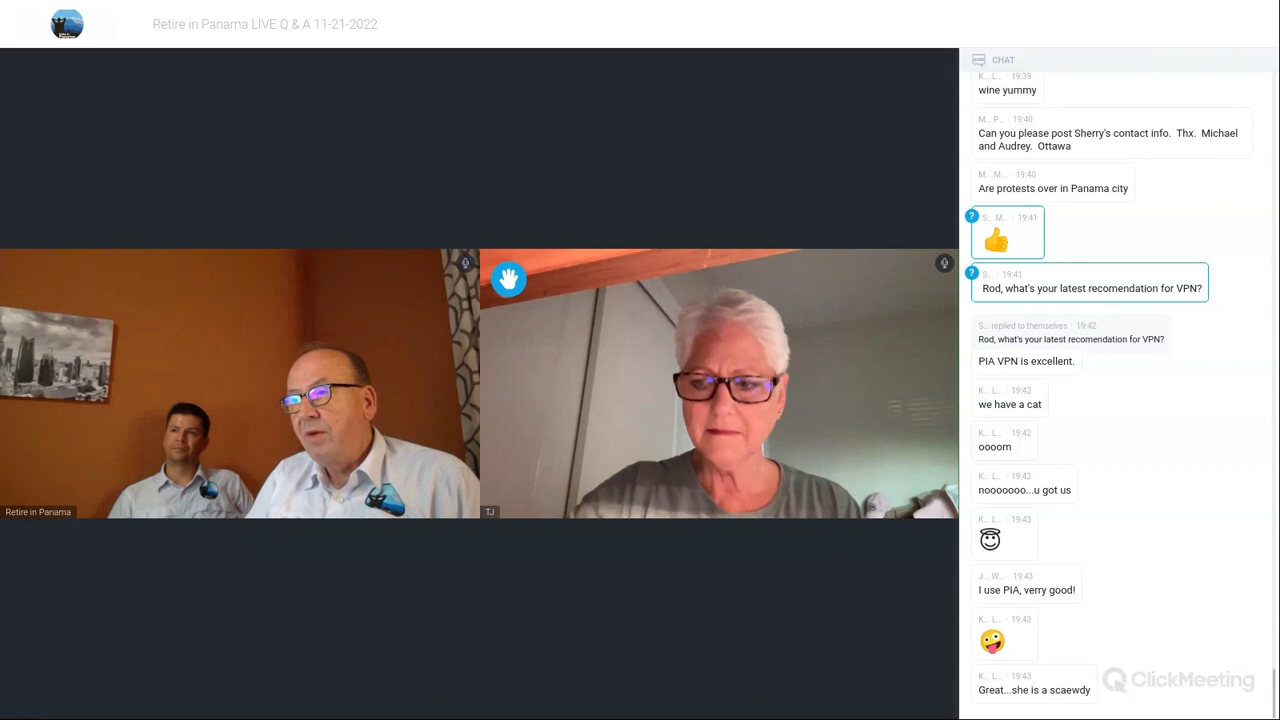 Retire in Panama LIVE Q & A 11-21-2022
CHAT
K... L... 19:39
wine yummy
M... P... 19:40
Can you please post Sherry's contact info. Thx. Michael
and Audrey. Ottawa
M... M... 19:40
Are protests over in Panama city
?
S... M... 19:41
👍
?
S... 19:41
Rod, what's your latest recomendation for VPN?
S... replied to themselves 19:42
Rod, what's your latest recomendation for VPN?
PIA VPN is excellent.
K... L... 19:42
we have a cat
K... L... 19:42
oooom
K... L... 19:42
nooooooo...u got us
K... L... 19:43
😇
J... W... 19:43
I use PIA, verry good!
K... L... 19:43
🤪
K... L... 19:43
Great...she is a scaewdy
ClickMeeting
Retire in Panama
TJ